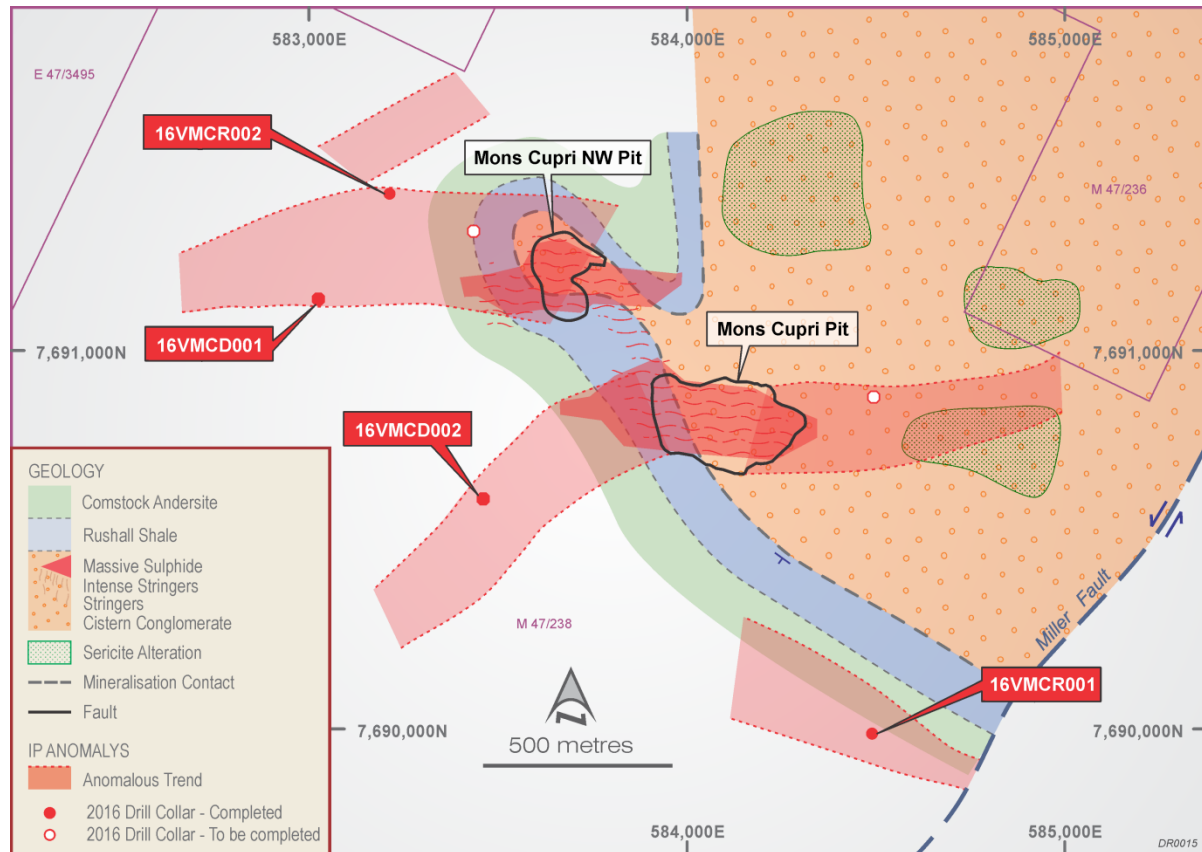 583,000E
584,000E
585,000E
E 47/3495
16VMCR002
Mons Cupri NW Pit
M 47/236
16VMCD001
Mons Cupri Pit
7,691,000N
7,691,000N
16VMCD002
GEOLOGY
Comstock Andersite
Rushall Shale
Massive Sulphide
Intense Stringers
Stringers
Cistern Conglomerate
Sericite Alteration
Mineralisation Contact
Fault
IP ANOMALYS
Anomalous Trend
2016 Drill Collar - Completed
2016 Drill Collar - To be completed
M 47/238
Miller Fault
16VMCR001
N
500 metres
7,690,000N
7,690,000N
584,000E
585,000E
DR0015